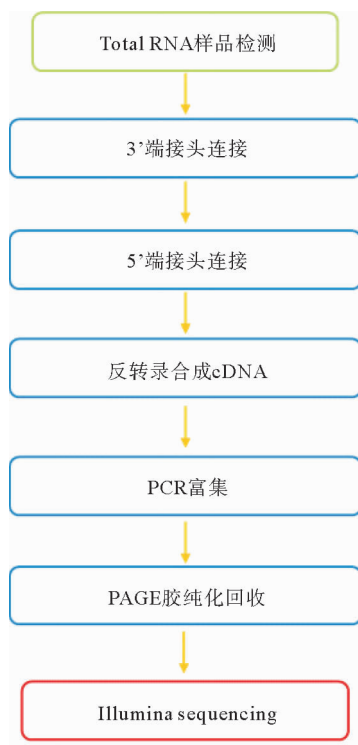 Total RNA样品检测
3’端接头连接
5’端接头连接
反转录合成cDNA
PCR富集
PAGE胶纯化回收
Illumina sequencing